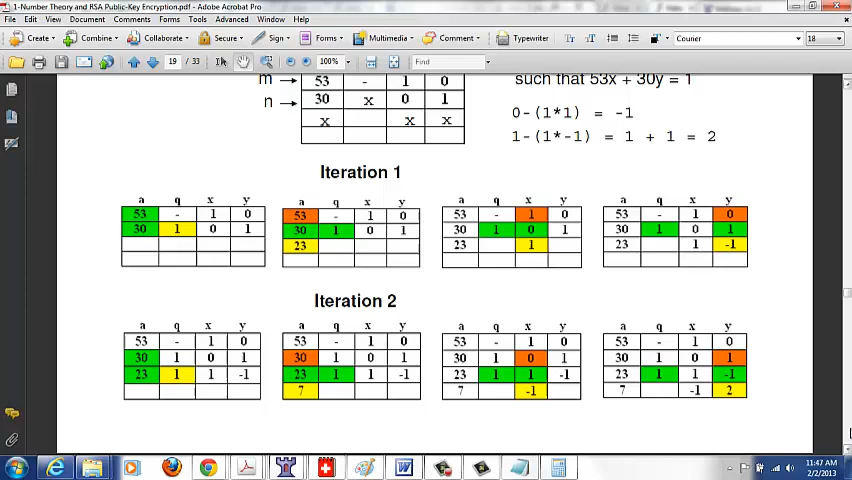 1-Number Theory and RSA Public-Key Encryption.pdf - Adobe Acrobat Pro
File Edit View Document Comments Forms Tools Advanced Window Help
Create Combine Collaborate Secure Sign Forms Multimedia Comment Typewriter Courier 18
19 / 33 100% Find
m 53 - 1 0
such that 53x + 30y = 1
n 30 x 0 1
x x x
0-(1*1) = -1
1-(1*-1) = 1 + 1 = 2
Iteration 1
a q x y
53 - 1 0
30 1 0 1
a q x y
53 - 1 0
30 1 0 1
23
a q x y
53 - 1 0
30 1 0 1
23 1
a q x y
53 - 1 0
30 1 0 1
23 1 -1
Iteration 2
a q x y
53 - 1 0
30 1 0 1
23 1 1 -1
a q x y
53 - 1 0
30 1 0 1
23 1 1 -1
7
a q x y
53 - 1 0
30 1 0 1
23 1 1 -1
7 -1
a q x y
53 - 1 0
30 1 0 1
23 1 1 -1
7 -1 2
11:47 AM
2/2/2013